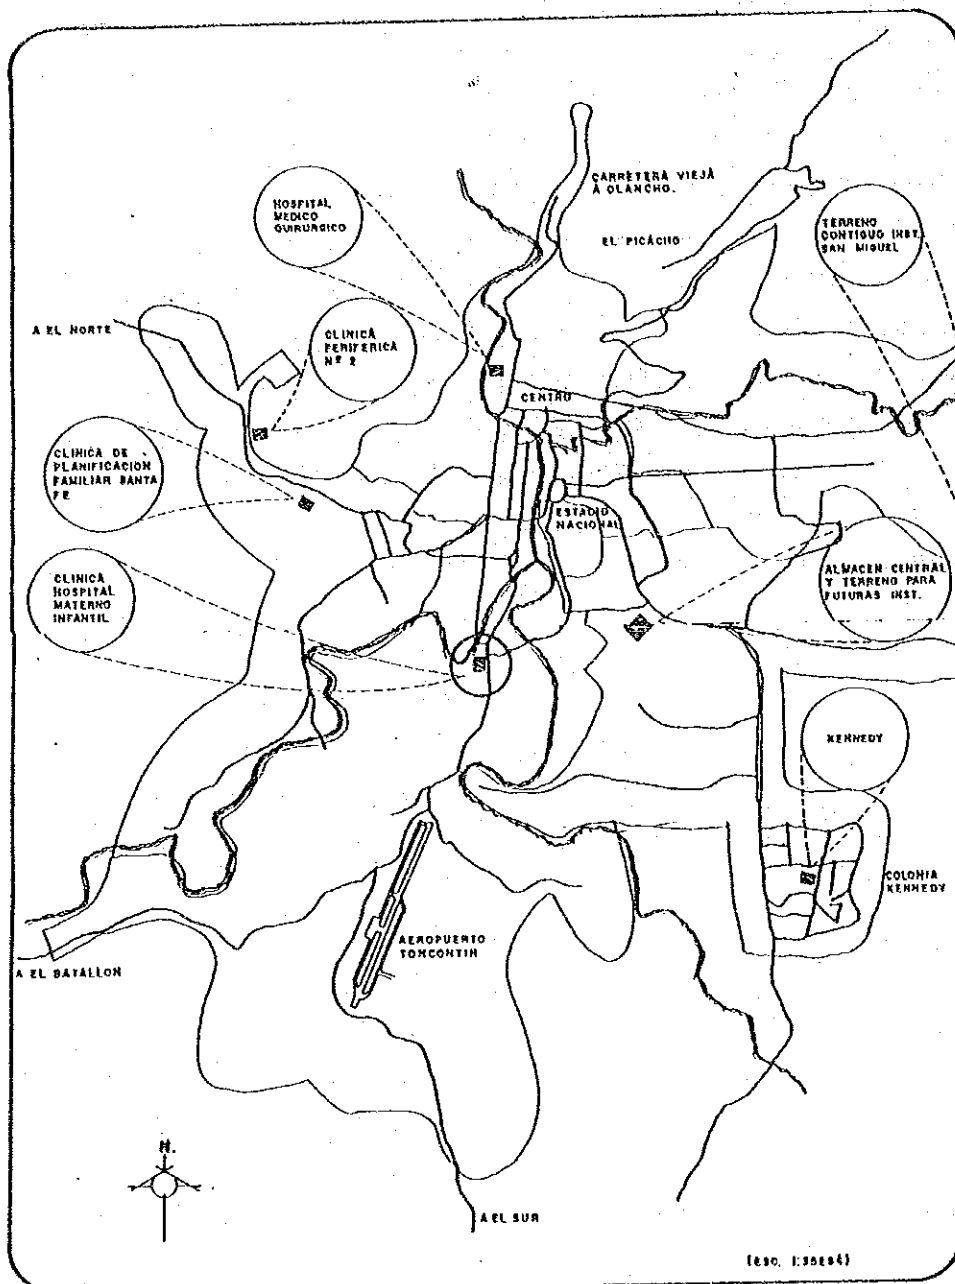 CARRETERA VIEJA
A OLANCHO.
HOSPITAL
MEDICO
QUIRURGICO
EL PICACHO
TERRENO
CONTIGUO INST.
SAN MIGUEL
A EL NORTE
CLINICA
PERIFERICA
Nº 2
CENTRO
CLINICA DE
PLANIFICACION
FAMILIAR SANTA
FE
ESTADIO
NACIONAL
CLINICA
HOSPITAL
MATERNO
INFANTIL
ALMACEN CENTRAL
Y TERRENO PARA
FUTURAS INST.
KENNEDY
COLONIA
KENNEDY
AEROPUERTO
TONCONTIN
A EL BATALLON
N.
A EL SUR